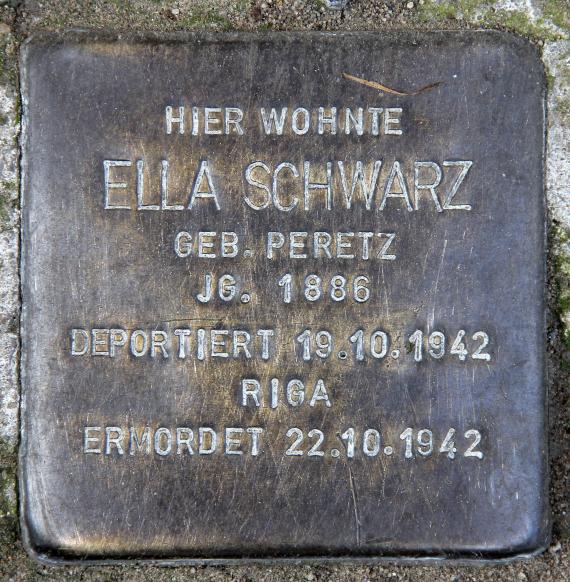 HIER WOHNTE
ELLA SCHWARZ
GEB. PERETZ
JG. 1886
DEPORTIERT 19.10.1942
RIGA
ERMORDET 22.10.1942